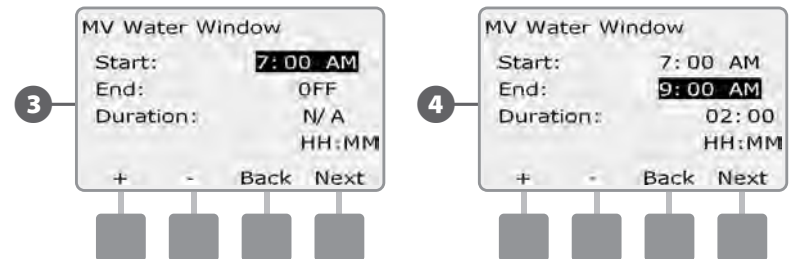 3
MV Water Window
Start: 7:00 AM
End: 0FF
Duration: N/A
HH:MM
+ - Back Next
4
MV Water Window
Start: 7:00 AM
End: 9:00 AM
Duration: 02:00
HH:MM
+ - Back Next